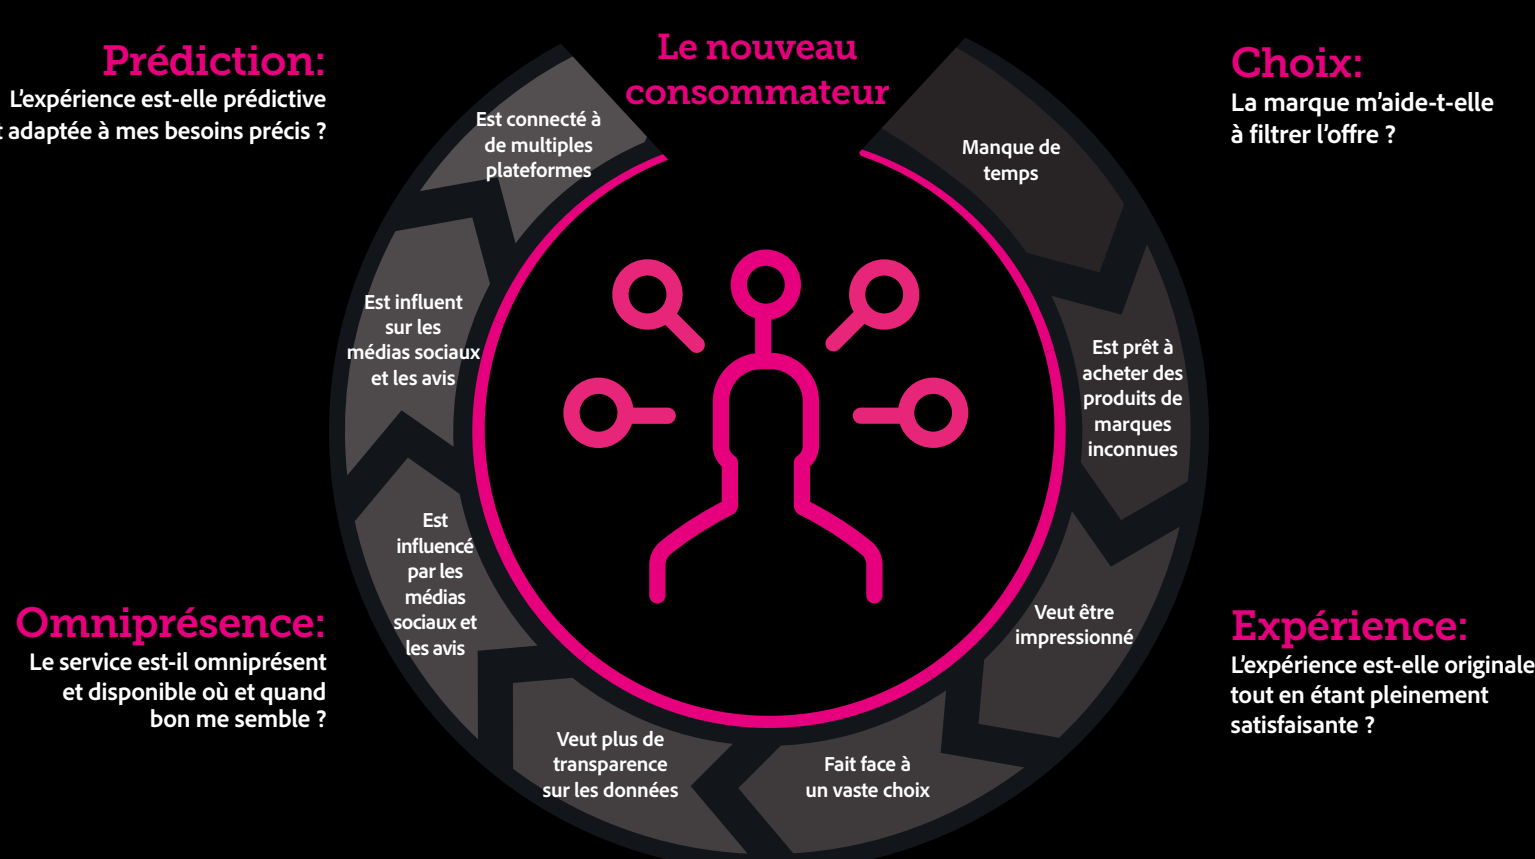 Le nouveau
consommateur
Prédiction:
L'expérience est-elle prédictive
t adaptée à mes besoins précis ?
Choix:
La marque m'aide-t-elle
à filtrer l'offre ?
Manque de
temps
Est prêt à
acheter des
produits de
marques
inconnues
Veut être
impressionné
Fait face à
un vaste choix
Veut plus de
transparence
sur les données
Est
influencé
par les
médias
sociaux et
les avis
Est influent
sur les
médias sociaux
et les avis
Est connecté à
de multiples
plateformes
Omniprésence:
Le service est-il omniprésent
et disponible où et quand
bon me semble ?
Expérience:
L'expérience est-elle originale
tout en étant pleinement
satisfaisante ?